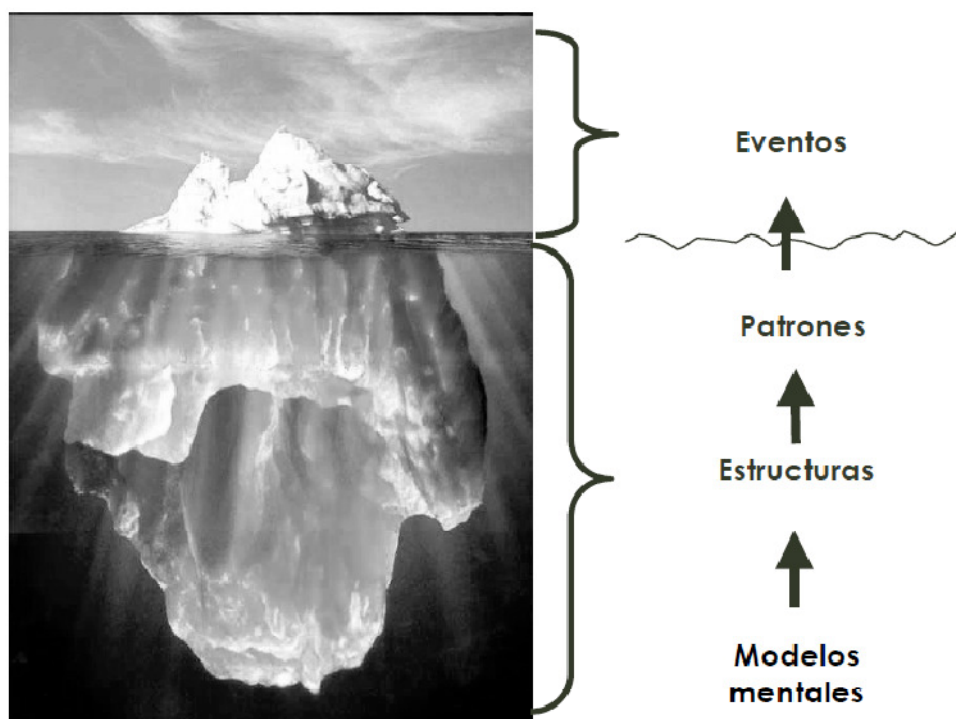 Eventos
Patrones
Estructuras
Modelos
mentales